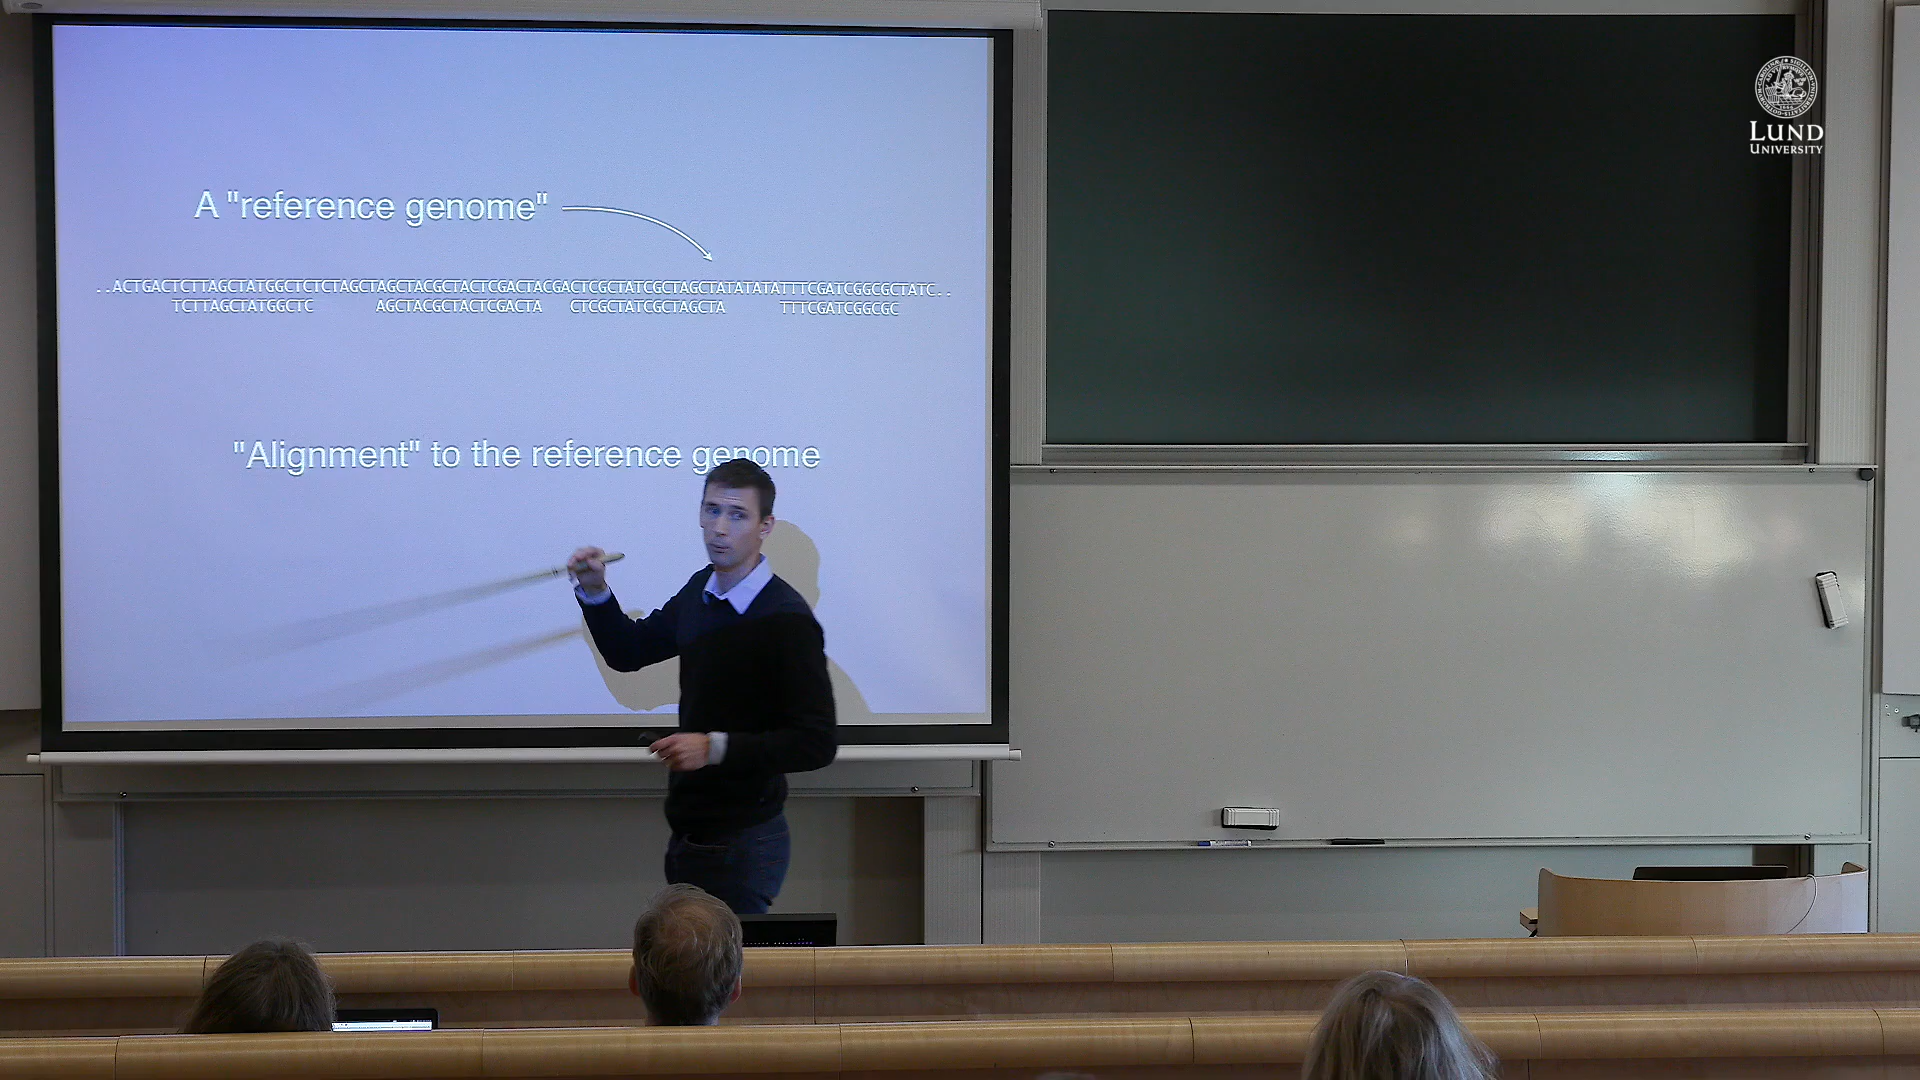 A "reference genome"
..ACTGACTCTTAGCTATGGCTCTCTAGCTAGCTACGCTACTCGACTACGACTCGCTATCGCTAGCTATATATATTTCGATCGGCGCTATC..
TCTTAGCTATGGCTC AGCTACGCTACTCGACTA CTCGCTATCGCTAGCTA TTTCGATCGGCGC
"Alignment" to the reference genome
LUND
UNIVERSITY